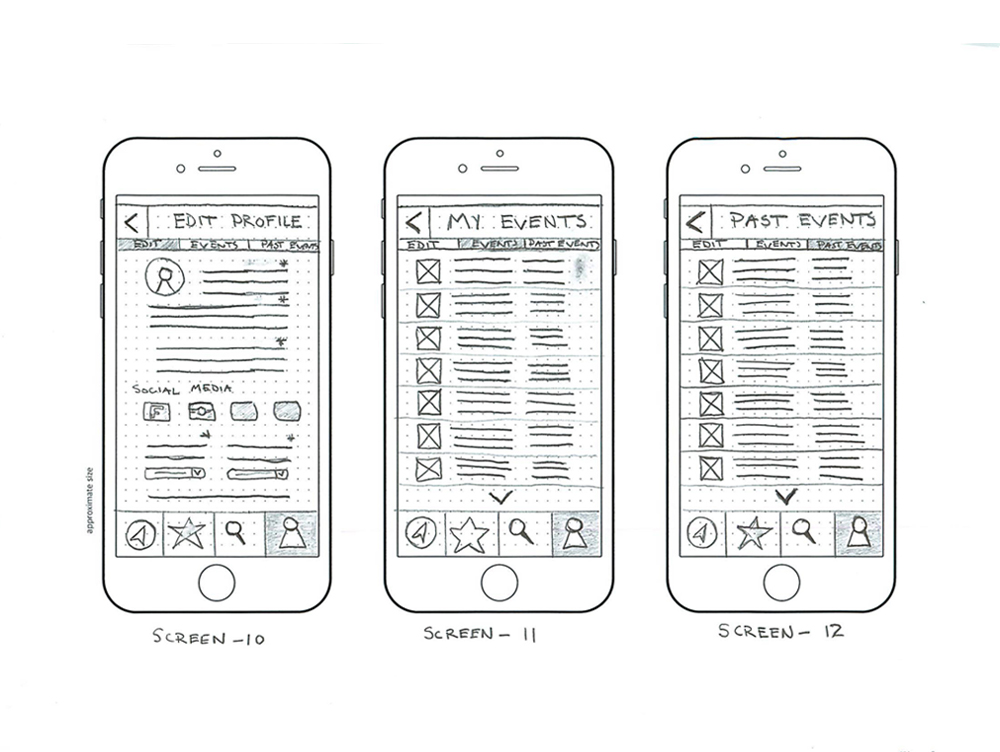 EDIT PROFILE
EDIT EVENTS PAST EVENTS
SOCIAL MEDIA
F
approximate size
SCREEN - 10
MY EVENTS
EDIT EVENTS PAST EVENTS
SCREEN - 11
PAST EVENTS
EDIT EVENTS PAST EVENTS
SCREEN - 12